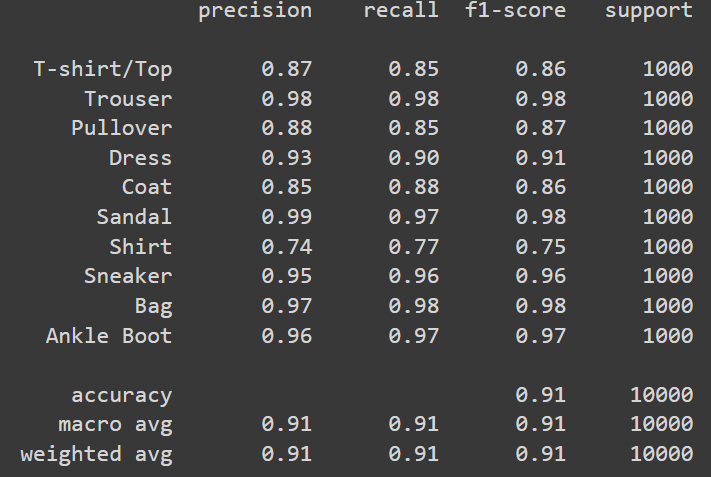 precision recall f1-score support
T-shirt/Top 0.87 0.85 0.86 1000
Trouser 0.98 0.98 0.98 1000
Pullover 0.88 0.85 0.87 1000
Dress 0.93 0.90 0.91 1000
Coat 0.85 0.88 0.86 1000
Sandal 0.99 0.97 0.98 1000
Shirt 0.74 0.77 0.75 1000
Sneaker 0.95 0.96 0.96 1000
Bag 0.97 0.98 0.98 1000
Ankle Boot 0.96 0.97 0.97 1000
accuracy 0.91 10000
macro avg 0.91 0.91 0.91 10000
weighted avg 0.91 0.91 0.91 10000